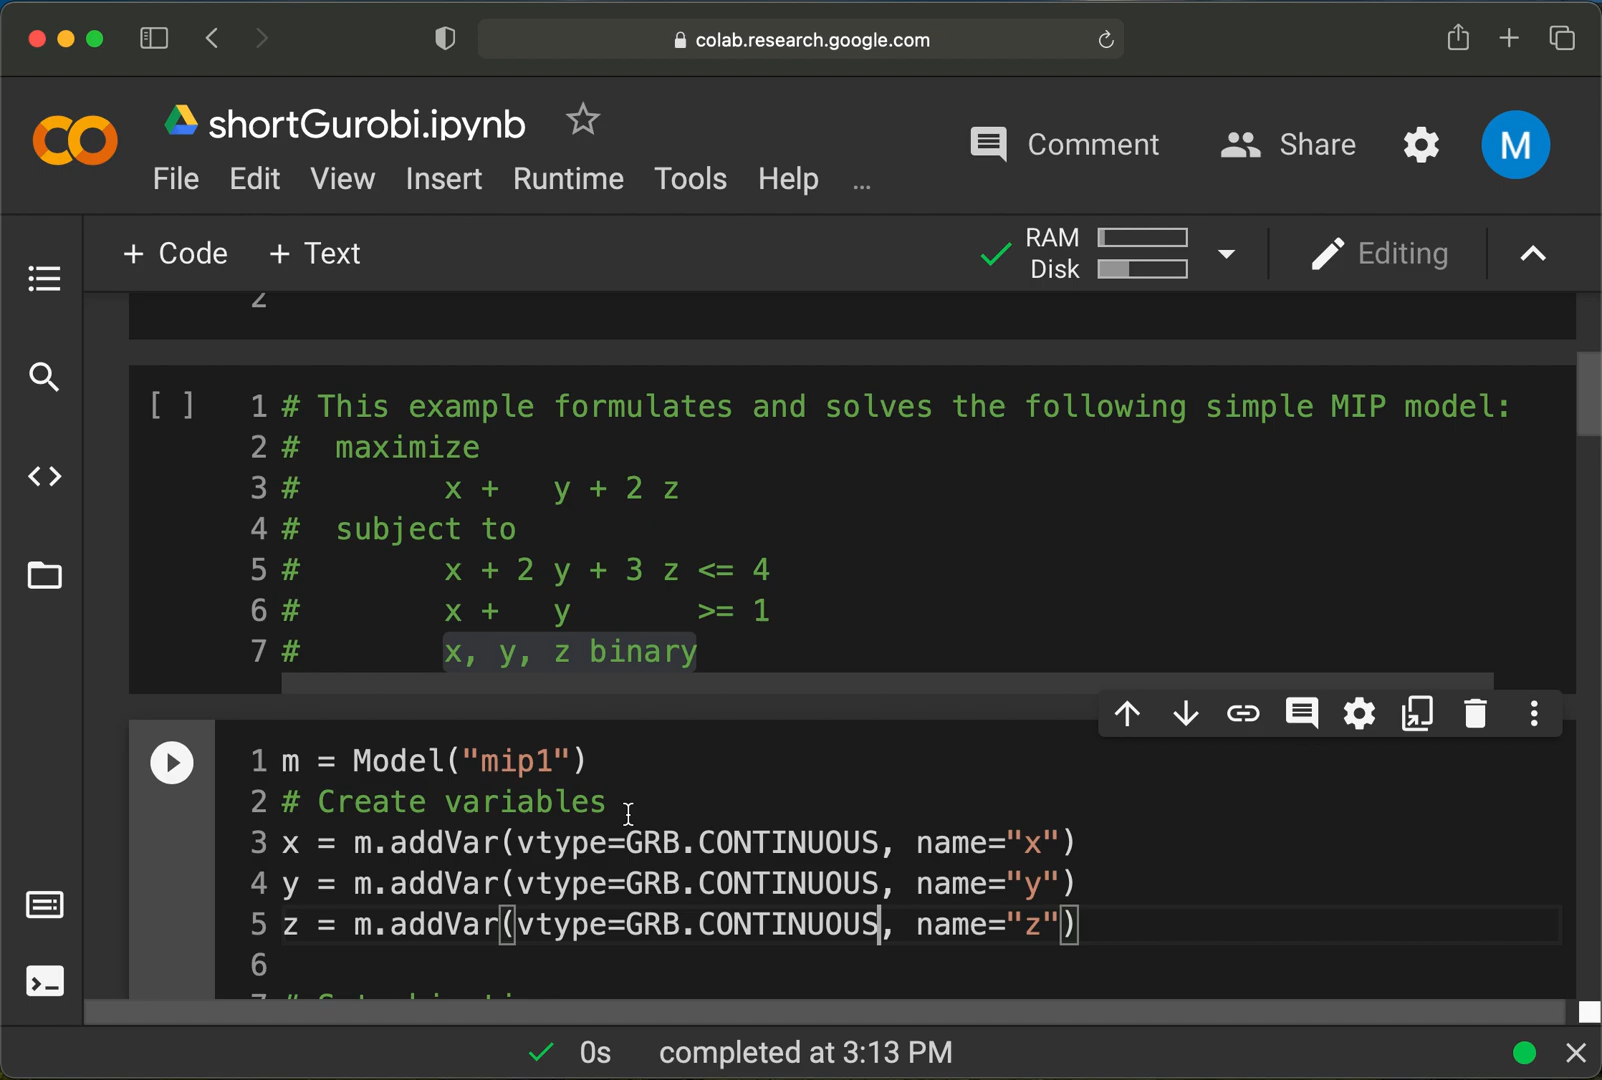 colab.research.google.com
shortGurobi.ipynb
Comment
Share
M
File Edit View Insert Runtime Tools Help ...
+ Code + Text
RAM
Disk
Editing
2
[ ]
1 # This example formulates and solves the following simple MIP model:
2 # maximize
3 # x + y + 2 z
4 # subject to
5 # x + 2 y + 3 z <= 4
6 # x + y >= 1
7 # x, y, z binary
1 m = Model("mip1")
2 # Create variables
3 x = m.addVar(vtype=GRB.CONTINUOUS, name="x")
4 y = m.addVar(vtype=GRB.CONTINUOUS, name="y")
5 z = m.addVar(vtype=GRB.CONTINUOUS, name="z")
6
0s completed at 3:13 PM